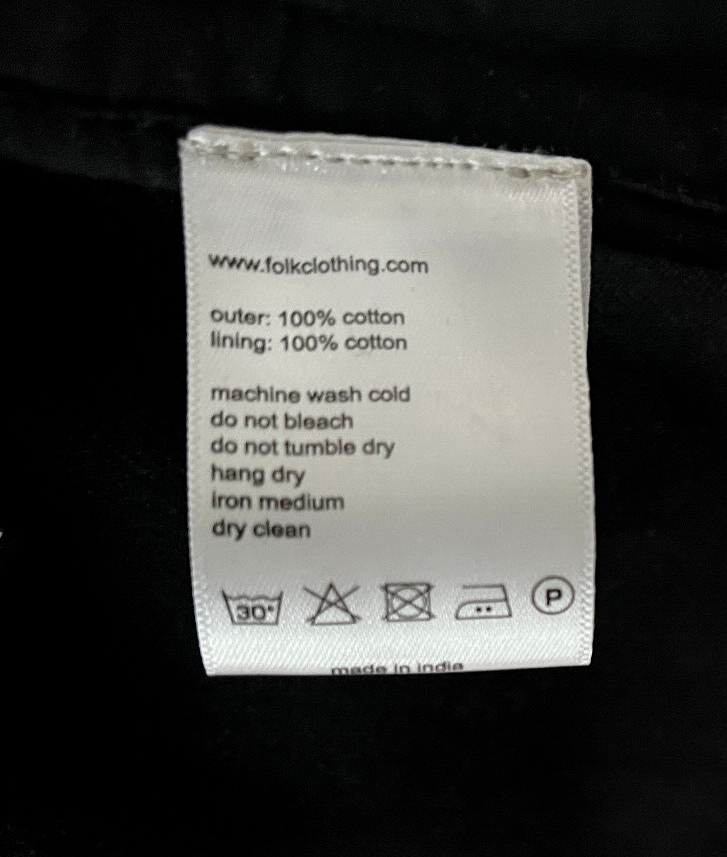 www.folkclothing.com
outer: 100% cotton
lining: 100% cotton
machine wash cold
do not bleach
do not tumble dry
hang dry
iron medium
dry clean
30° P
made in india